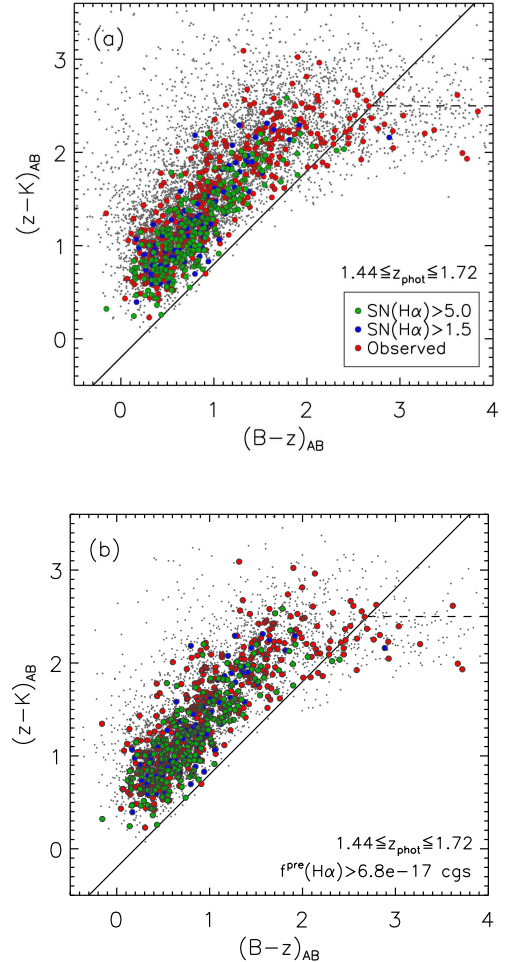 (a)
3
2
1
0
(z−K)AB
1.44≦zphot≦1.72
SN(Hα)>5.0
SN(Hα)>1.5
Observed
0 1 2 3 4
(B−z)AB
(b)
3
2
1
0
(z−K)AB
1.44≦zphot≦1.72
fpre(Hα)>6.8e−17 cgs
0 1 2 3 4
(B−z)AB